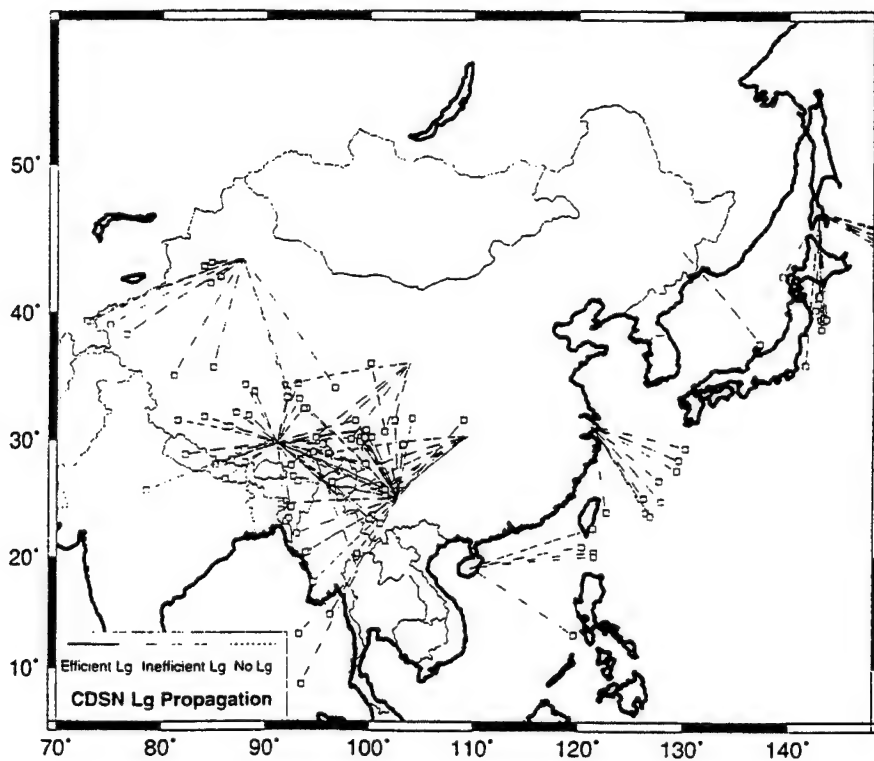 50°
40°
30°
20°
10°
Efficient Lg Inefficient Lg No Lg
CDSN Lg Propagation
70° 80° 90° 100° 110° 120° 130° 140°